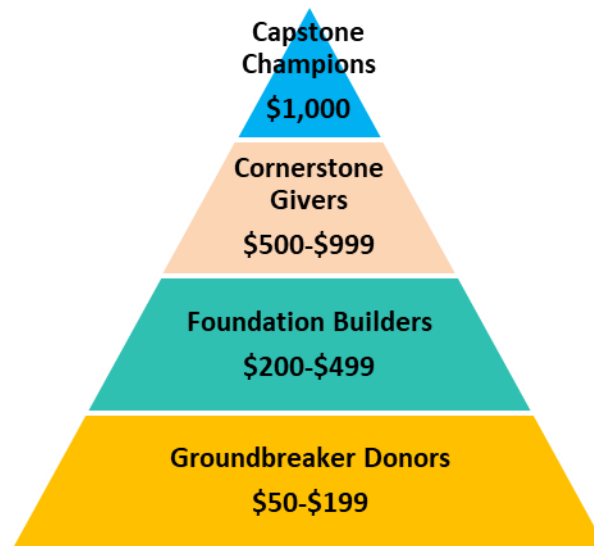 Capstone
Champions
$1,000
Cornerstone
Givers
$500-$999
Foundation Builders
$200-$499
Groundbreaker Donors
$50-$199